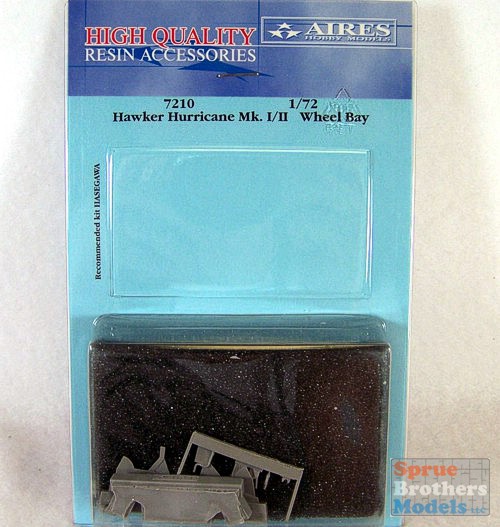 HIGH QUALITY
RESIN ACCESSORIES
AIRES
HOBBY MODELS
7210 1/72
Hawker Hurricane Mk. I/II Wheel Bay
Recommended kit HASEGAWA
Sprue
Brothers
Models LLC